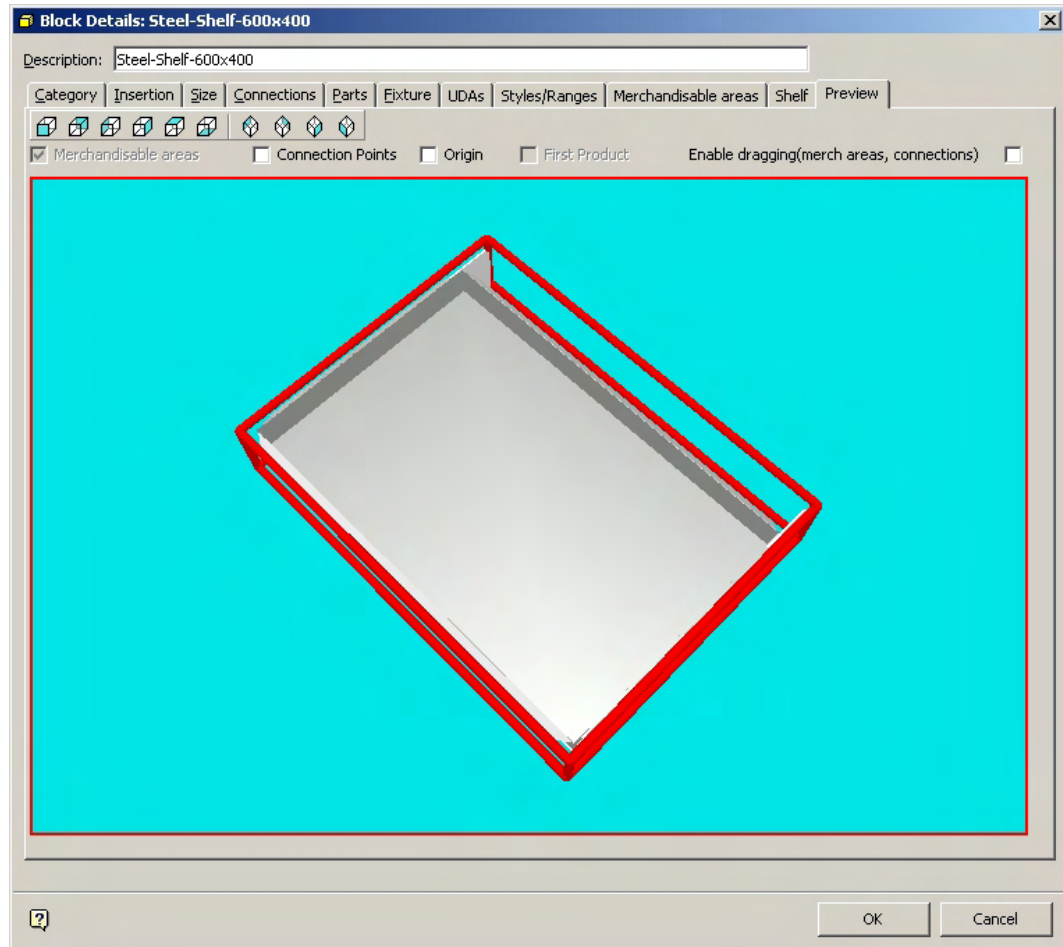 Block Details: Steel-Shelf-600x400
Description: Steel-Shelf-600x400
Category Insertion Size Connections Parts Fixture UDAs Styles/Ranges Merchandisable areas Shelf Preview
Merchandisable areas Connection Points Origin First Product Enable dragging(merch areas, connections)
OK Cancel